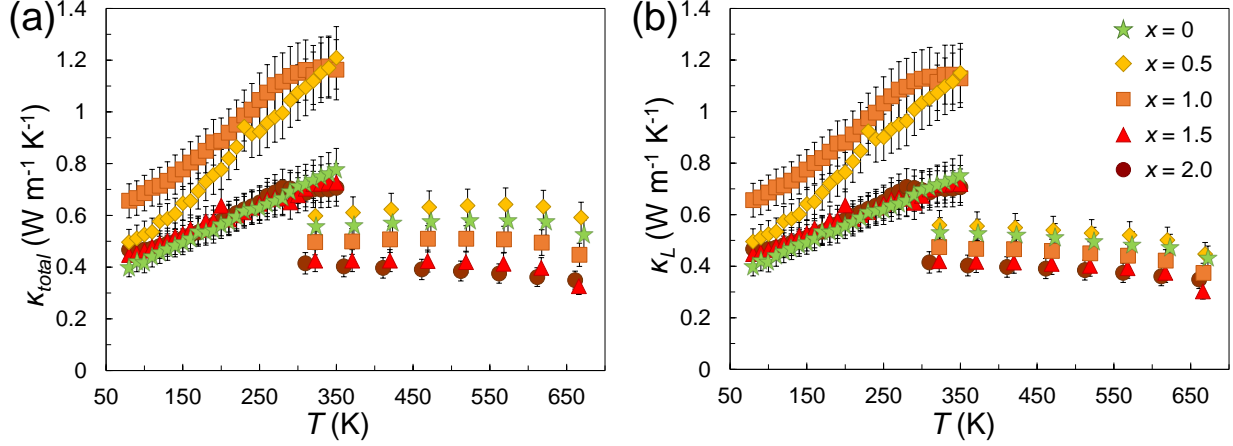 (a)
κtotal (W m-1 K-1)
1.4
1.2
1
0.8
0.6
0.4
0.2
0
50 150 250 350 450 550 650
T (K)
(b)
κL (W m-1 K-1)
1.4
1.2
1
0.8
0.6
0.4
0.2
0
50 150 250 350 450 550 650
T (K)
x = 0
x = 0.5
x = 1.0
x = 1.5
x = 2.0